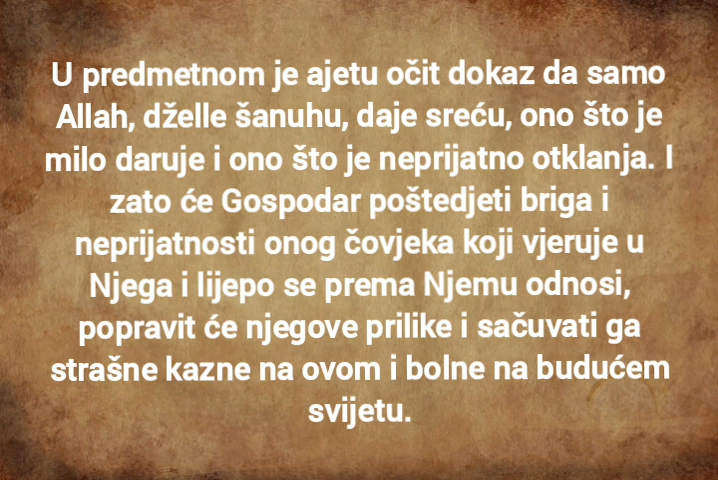 U predmetnom je ajetu očit dokaz da samo
Allah, dželle šanuhu, daje sreću, ono što je
milo daruje i ono što je neprijatno otklanja. I
zato će Gospodar poštedjeti briga i
neprijatnosti onog čovjeka koji vjeruje u
Njega i lijepo se prema Njemu odnosi,
popravit će njegove prilike i sačuvati ga
strašne kazne na ovom i bolne na budućem
svijetu.